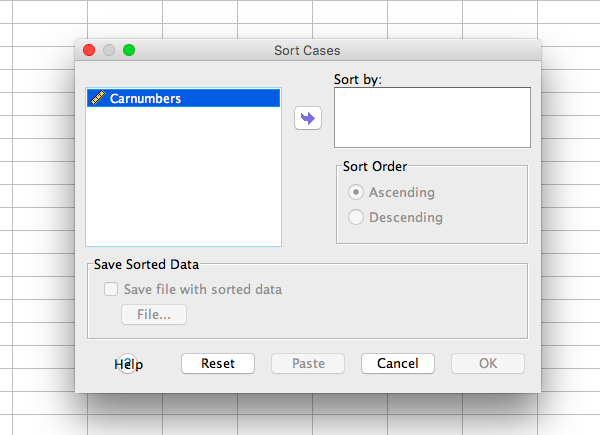 Sort Cases
Carnumbers
Sort by:
Sort Order
Ascending
Descending
Save Sorted Data
Save file with sorted data
File...
Help
Reset
Paste
Cancel
OK